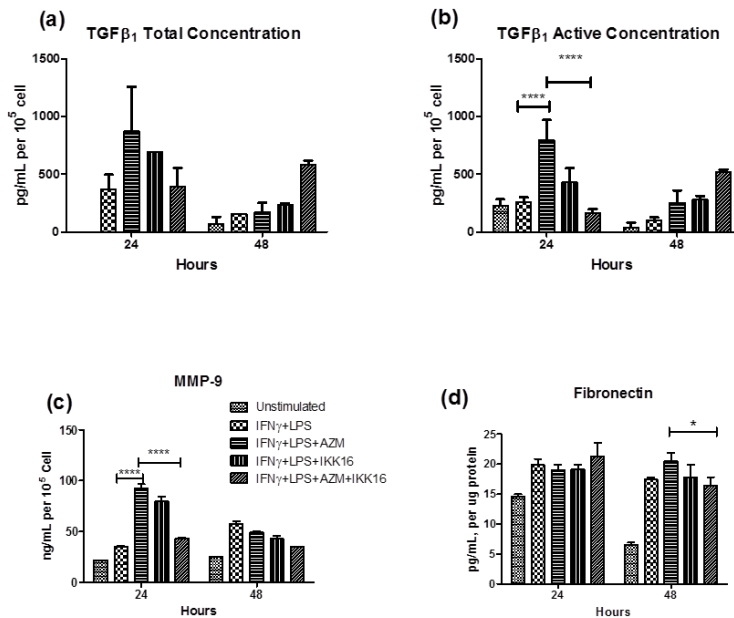 (a)
TGFβ₁ Total Concentration
pg/mL per 10⁵ cell
1500
1000
500
0
24
48
Hours
(b)
TGFβ₁ Active Concentration
pg/mL per 10⁵ cell
1500
1000
500
0
****
****
24
48
Hours
(c)
MMP-9
ng/mL per 10⁵ Cell
150
100
50
0
****
****
24
48
Hours
Unstimulated
IFNγ+LPS
IFNγ+LPS+AZM
IFNγ+LPS+IKK16
IFNγ+LPS+AZM+IKK16
(d)
Fibronectin
pg/mL, per ug protein
25
20
15
10
5
0
*
24
48
Hours